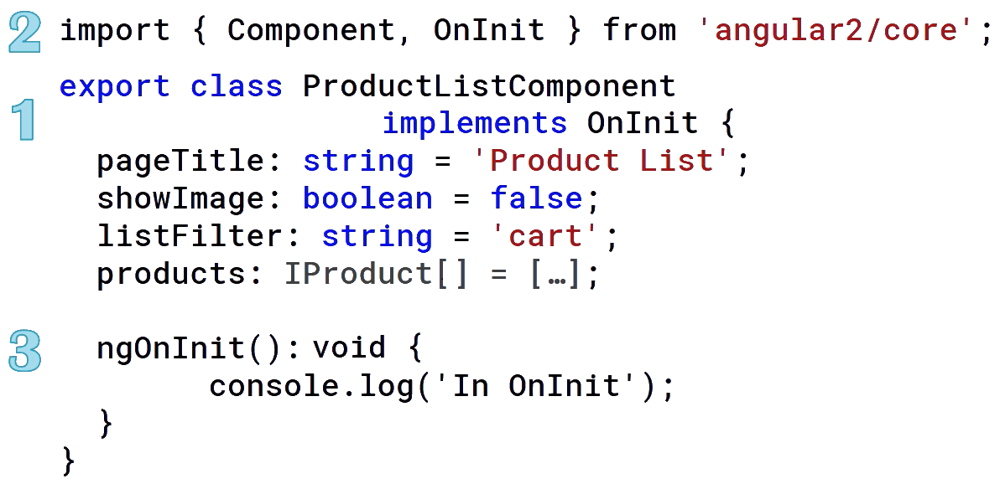 2 import { Component, OnInit } from 'angular2/core';
export class ProductListComponent
1 implements OnInit {
pageTitle: string = 'Product List';
showImage: boolean = false;
listFilter: string = 'cart';
products: IProduct[] = […];
3 ngOnInit(): void {
console.log('In OnInit');
}
}